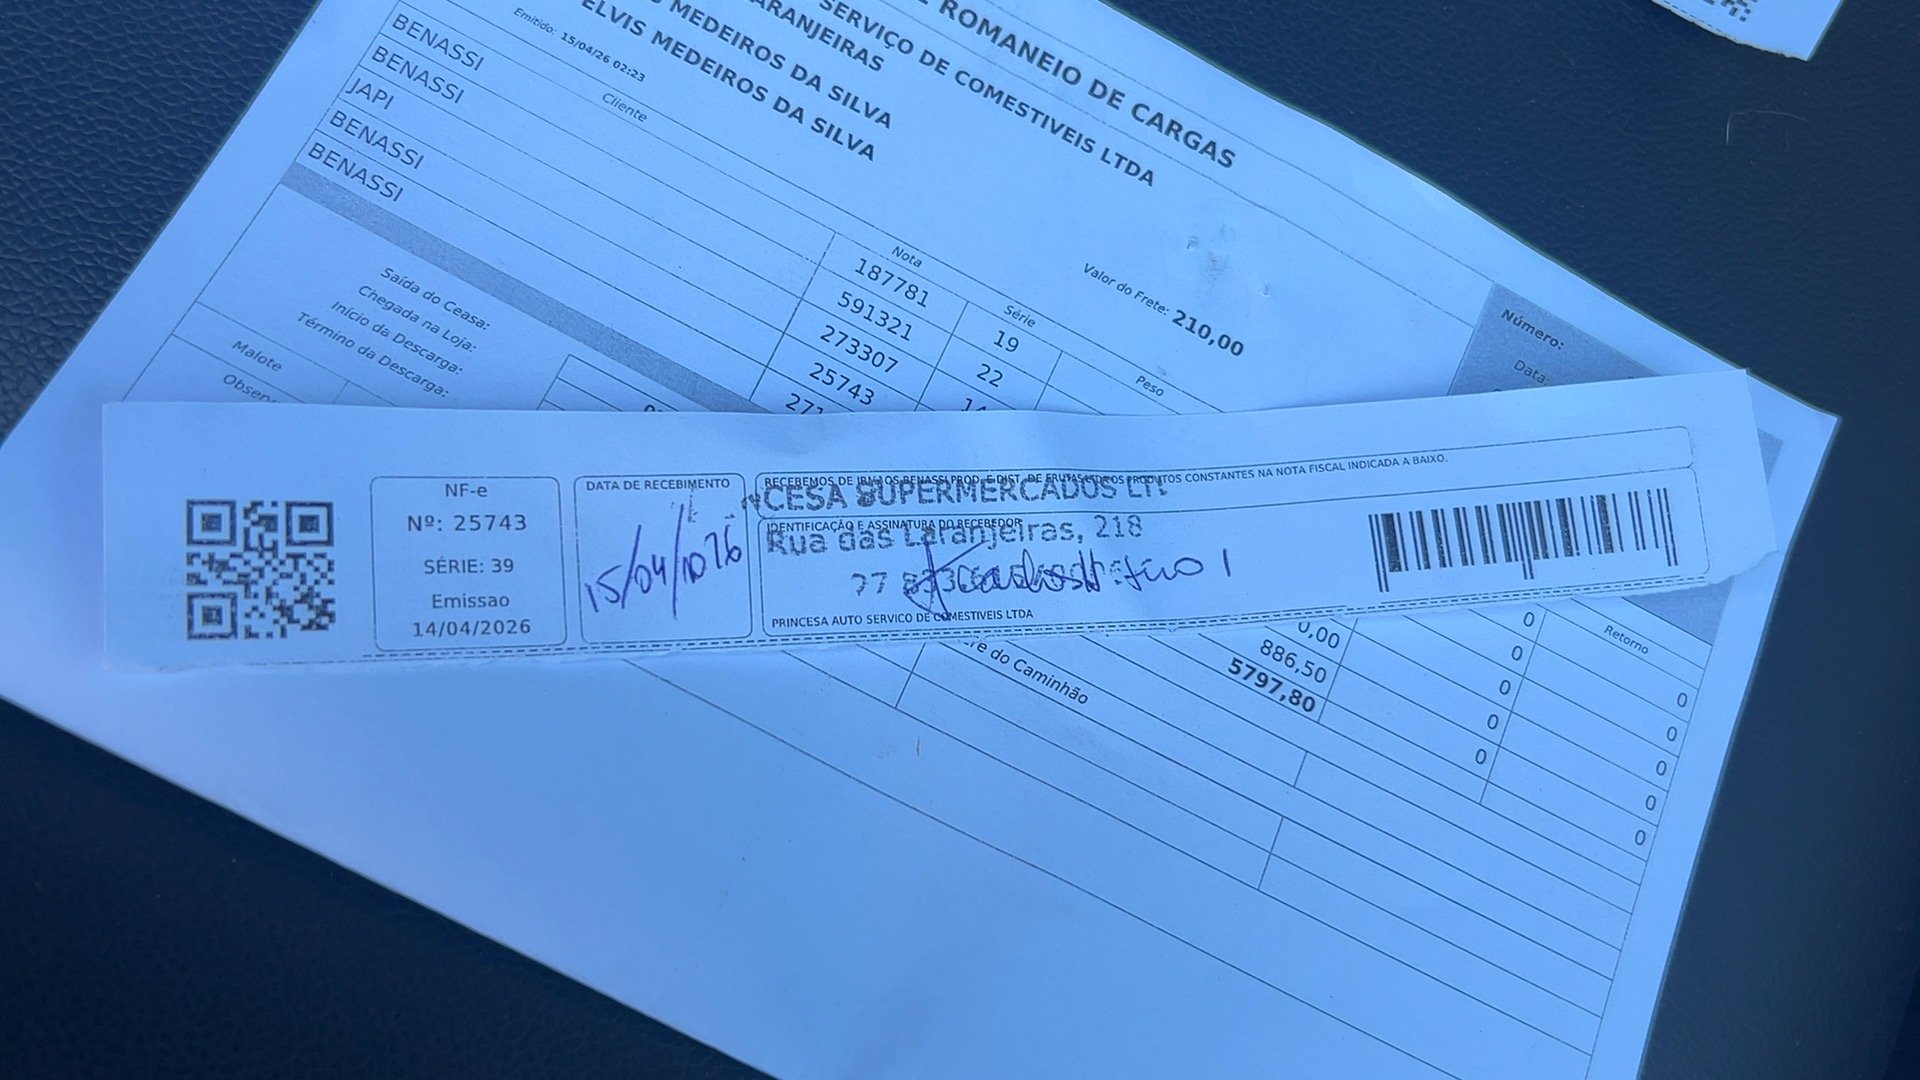 ROMANEIO DE CARGAS
SERVIÇO DE COMESTIVEIS LTDA
ARANJEIRAS
MEDEIROS DA SILVA
ELVIS MEDEIROS DA SILVA
Emitido: 15/04/26 02:23
Valor do Frete: 210,00
Número:
Data
Cliente
Nota
Série
Peso
Retorno
BENASSI
187781
19
BENASSI
591321
22
JAPI
273307
BENASSI
25743
BENASSI
271
0,00
886,50
5797,80
0
0
0
0
0
0
0
0
0
0
Saída do Ceasa:
Chegada na Loja:
Início da Descarga:
Término da Descarga:
Malote
do Caminhão
NF-e
Nº: 25743
SÉRIE: 39
Emissao
14/04/2026
DATA DE RECEBIMENTO
RECEBEMOS DE IRMAOS BENASSI PROD. E DIST. DE FRUTAS LTDA OS PRODUTOS CONSTANTES NA NOTA FISCAL INDICADA A BAIXO.
CESA SUPERMERCADOS LT
IDENTIFICAÇÃO E ASSINATURA DO RECEBEDOR
Rua das Laranjeiras, 218
PRINCESA AUTO SERVICO DE COMESTIVEIS LTDA